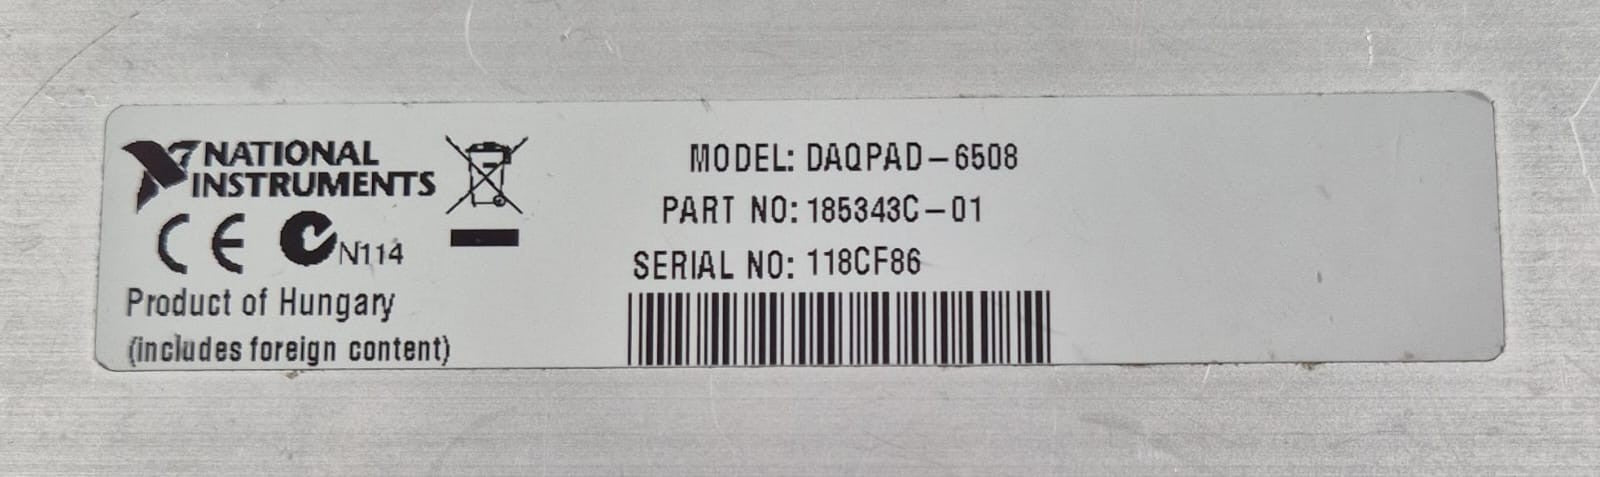 NATIONAL
INSTRUMENTS
CE N114
Product of Hungary
(includes foreign content)
MODEL: DAQPAD-6508
PART NO: 185343C-01
SERIAL NO: 118CF86